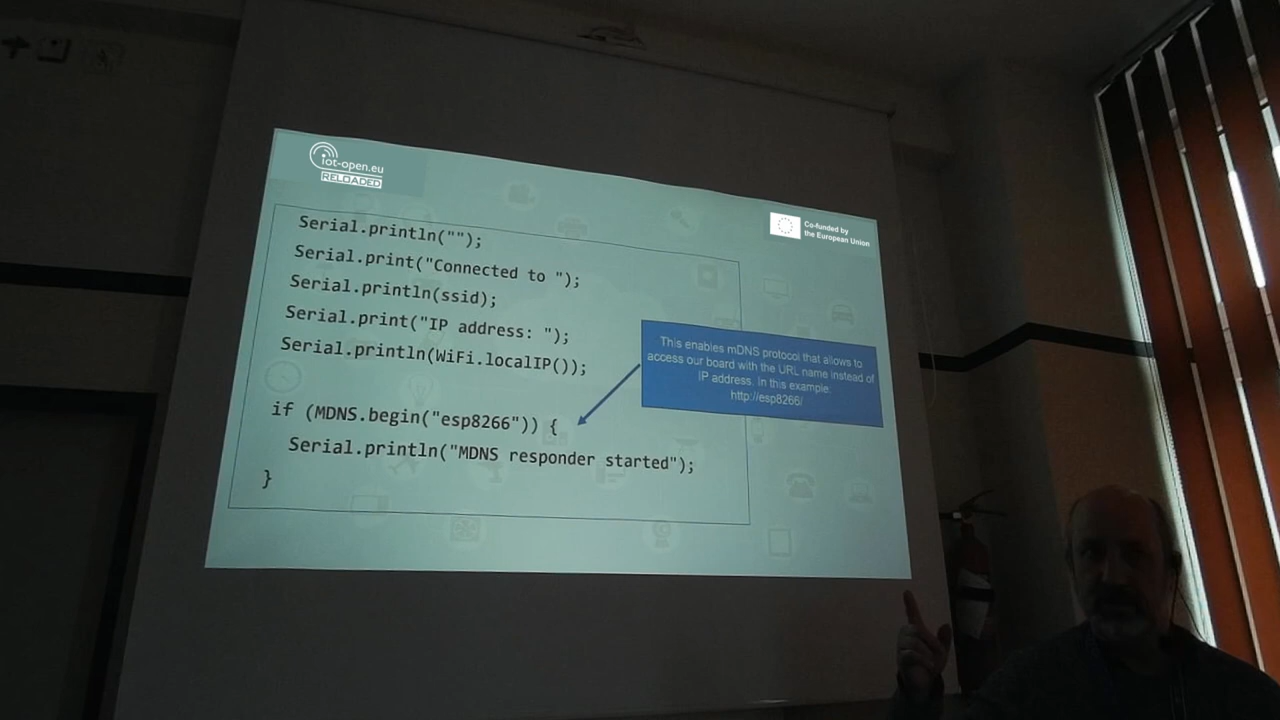 iot-open.eu
RELOADED
Co-funded by
the European Union
Serial.println("");
Serial.print("Connected to ");
Serial.println(ssid);
Serial.print("IP address: ");
Serial.println(WiFi.localIP());
if (MDNS.begin("esp8266")) {
Serial.println("MDNS responder started");
}
This enables mDNS protocol that allows to
access our board with the URL name instead of
IP address. In this example:
http://esp8266/